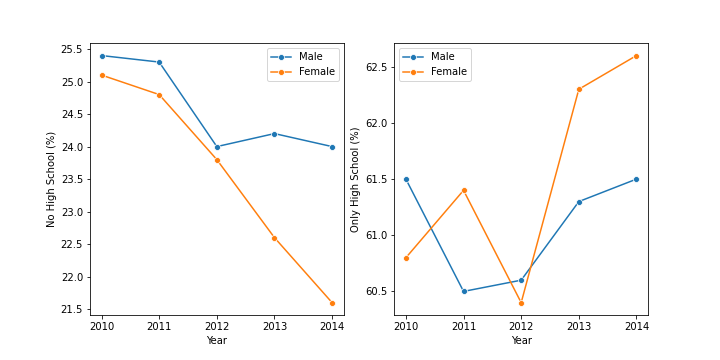 25.5
25.0
24.5
24.0
23.5
23.0
22.5
22.0
21.5
No High School (%)
2010 2011 2012 2013 2014
Year
Male
Female
62.5
62.0
61.5
61.0
60.5
Only High School (%)
2010 2011 2012 2013 2014
Year
Male
Female